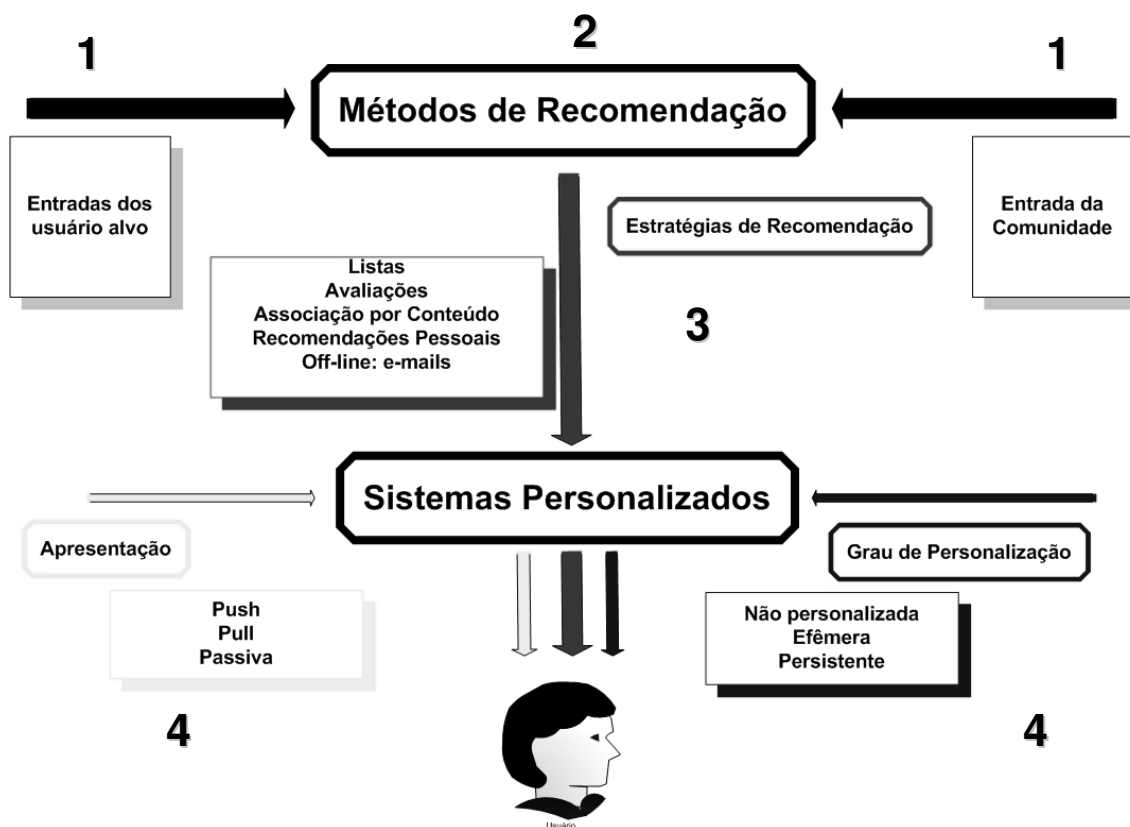 1
2
1
Métodos de Recomendação
Entradas dos
usuário alvo
Entrada da
Comunidade
Estratégias de Recomendação
Listas
Avaliações
Associação por Conteúdo
Recomendações Pessoais
Off-line: e-mails
3
Sistemas Personalizados
Apresentação
Grau de Personalização
Push
Pull
Passiva
Não personalizada
Efêmera
Persistente
4
4
Usuário